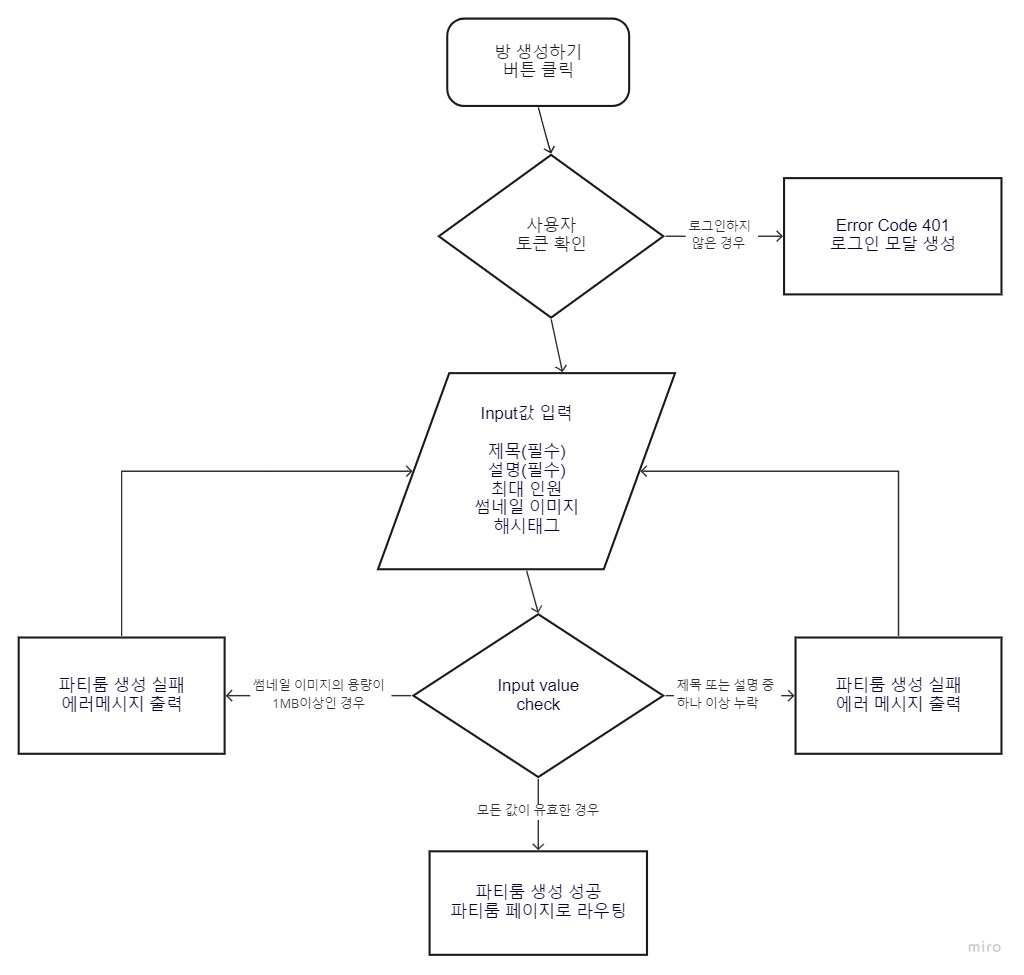 방 생성하기
버튼 클릭
사용자
토큰 확인
로그인하지
않은 경우
Error Code 401
로그인 모달 생성
Input값 입력
제목(필수)
설명(필수)
최대 인원
썸네일 이미지
해시태그
파티룸 생성 실패
에러메시지 출력
썸네일 이미지의 용량이
1MB이상인 경우
Input value
check
제목 또는 설명 중
하나 이상 누락
파티룸 생성 실패
에러 메시지 출력
모든 값이 유효한 경우
파티룸 생성 성공
파티룸 페이지로 라우팅
miro